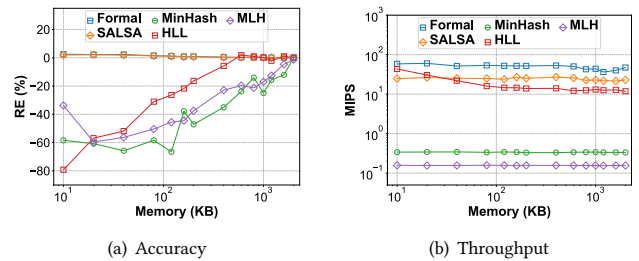 Formal MinHash MLH
SALSA HLL
20
0
−20
−40
−60
−80
RE (%)
10^1 10^2 10^3
Memory (KB)
(a) Accuracy
Formal MinHash MLH
SALSA HLL
10^3
10^2
10^1
10^0
10^-1
MIPS
10^1 10^2 10^3
Memory (KB)
(b) Throughput